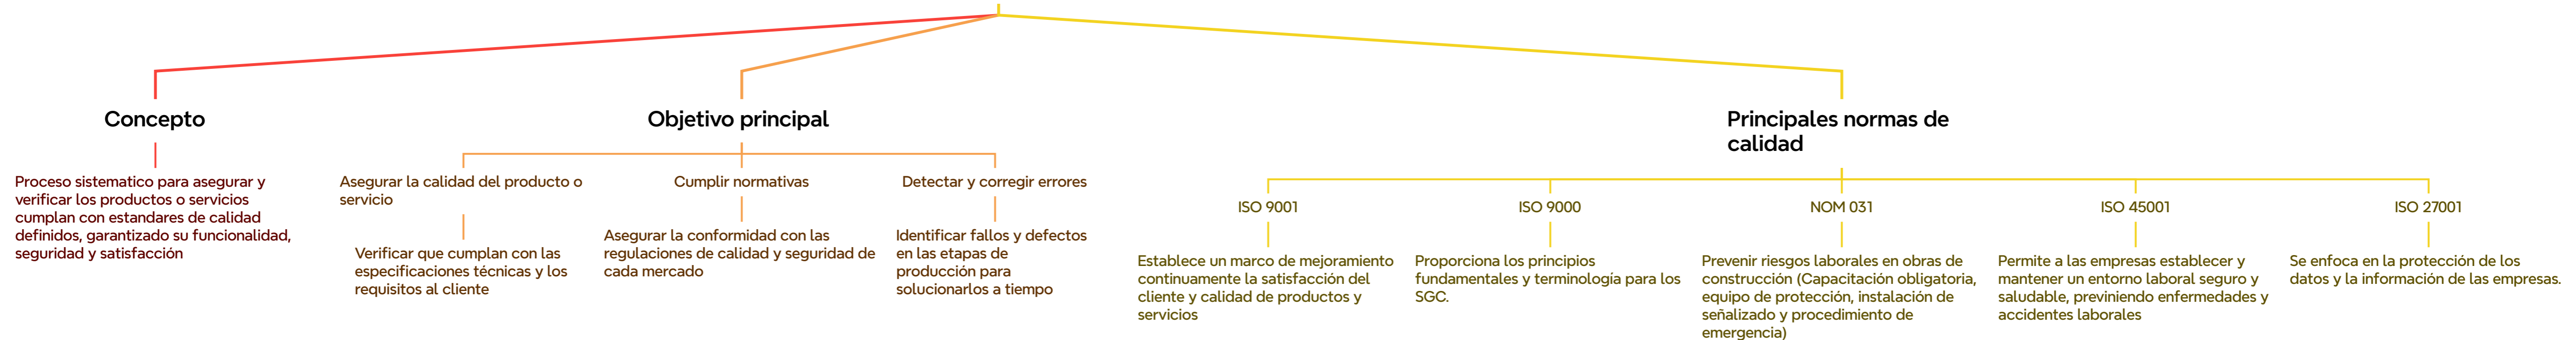 Concepto
Proceso sistematico para asegurar y
verificar los productos o servicios
cumplan con estandares de calidad
definidos, garantizado su funcionalidad,
seguridad y satisfacción
Objetivo principal
Asegurar la calidad del producto o
servicio
Verificar que cumplan con las
especificaciones técnicas y los
requisitos al cliente
Cumplir normativas
Asegurar la conformidad con las
regulaciones de calidad y seguridad de
cada mercado
Detectar y corregir errores
Identificar fallos y defectos
en las etapas de
producción para
solucionarlos a tiempo
Principales normas de
calidad
ISO 9001
Establece un marco de mejoramiento
continuamente la satisfacción del
cliente y calidad de productos y
servicios
ISO 9000
Proporciona los principios
fundamentales y terminología para los
SGC.
NOM 031
Prevenir riesgos laborales en obras de
construcción (Capacitación obligatoria,
equipo de protección, instalación de
señalizado y procedimiento de
emergencia)
ISO 45001
Permite a las empresas establecer y
mantener un entorno laboral seguro y
saludable, previniendo enfermedades y
accidentes laborales
ISO 27001
Se enfoca en la protección de los
datos y la información de las empresas.